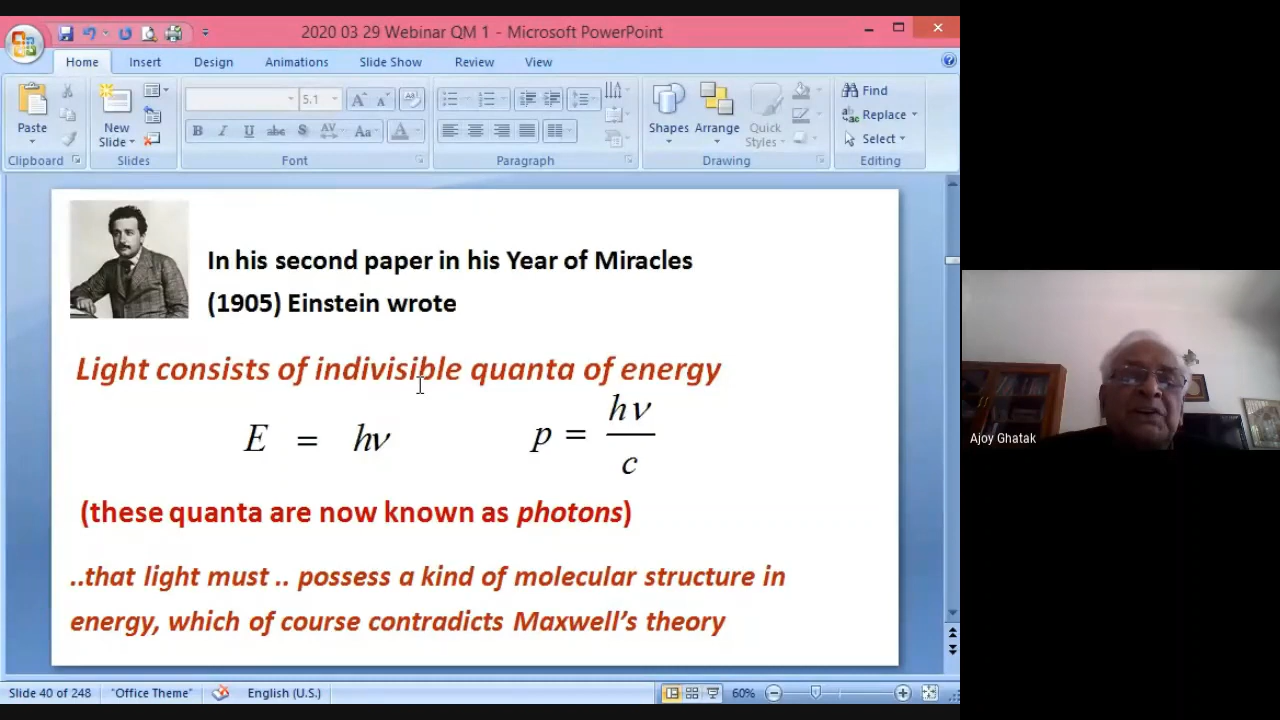 2020 03 29 Webinar QM 1 - Microsoft PowerPoint
Home Insert Design Animations Slide Show Review View
5.1
Find
Replace
Select
Paste
New Slide
Shapes
Arrange
Quick Styles
Clipboard Slides Font Paragraph Drawing Editing
In his second paper in his Year of Miracles
(1905) Einstein wrote
Light consists of indivisible quanta of energy
E = hν p = hν/c
(these quanta are now known as photons)
..that light must .. possess a kind of molecular structure in
energy, which of course contradicts Maxwell's theory
Slide 40 of 248 "Office Theme" English (U.S.) 60%
Ajoy Ghatak